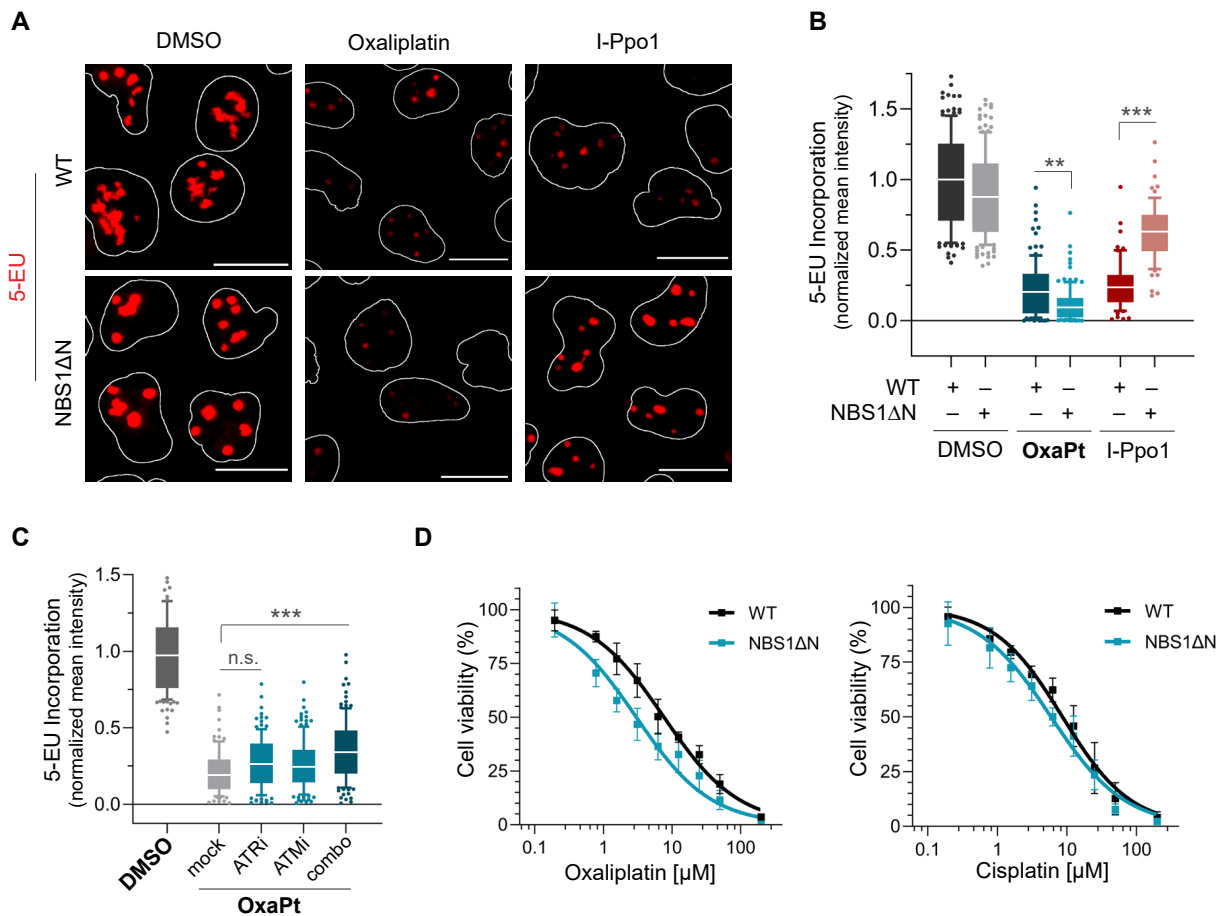 A
DMSO
Oxaliplatin
I-Ppo1
5-EU
WT
NBS1ΔN
B
5-EU Incorporation
(normalized mean intensity)
1.5
1.0
0.5
0.0
**
***
WT + – + – + –
NBS1ΔN – + – + – +
DMSO OxaPt I-Ppo1
C
5-EU Incorporation
(normalized mean intensity)
1.5
1.0
0.5
0.0
***
n.s.
DMSO
mock
ATRi
ATMi
combo
OxaPt
D
Cell viability (%)
100
75
50
25
0
WT
NBS1ΔN
0.1 1 10 100
Oxaliplatin [µM]
Cell viability (%)
100
75
50
25
0
WT
NBS1ΔN
0.1 1 10 100
Cisplatin [µM]